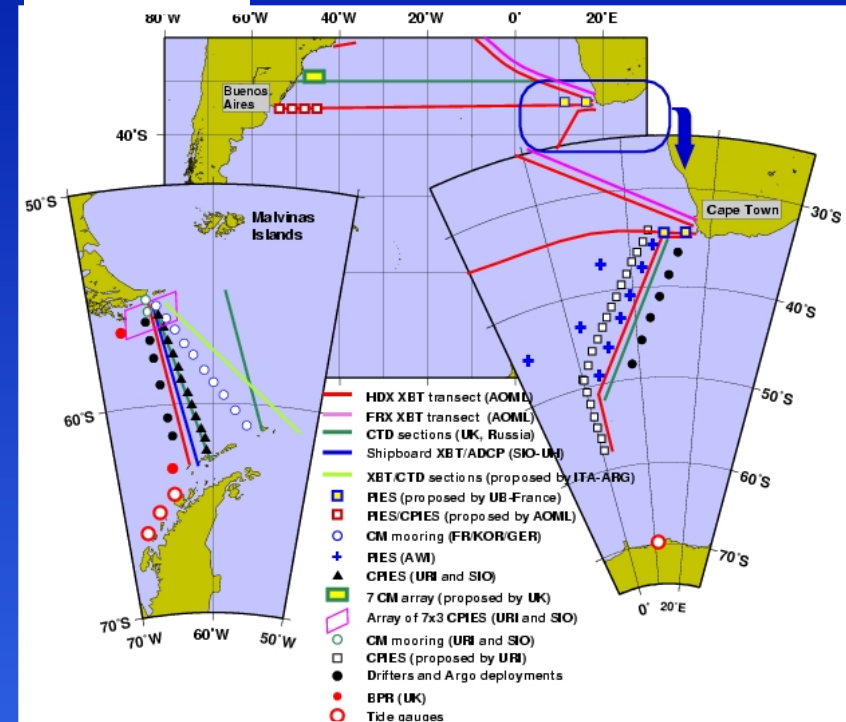 80°W 60°W 40°W 20°W 0° 20°E
Buenos
Aires
40°S
50°S
Malvinas
Islands
Cape Town
30°S
40°S
50°S
60°S
60°S
70°S
70°S
70°W 60°W 50°W
0° 20°E
HDX XBT transect (AOML)
FRX XBT transect (AOML)
CTD sections (UK, Russia)
Shipboard XBT/ADCP (SIO-UH)
XBT/CTD sections (proposed by ITA-ARG)
PIES (proposed by UB-France)
PIES/CPIES (proposed by AOML)
CM mooring (FR/KOR/GER)
PIES (AWI)
CPIES (URI and SIO)
7 CM array (proposed by UK)
Array of 7x3 CPIES (URI and SIO)
CM mooring (URI and SIO)
CPIES (proposed by URI)
Drifters and Argo deployments
BPR (UK)
Tide gauges